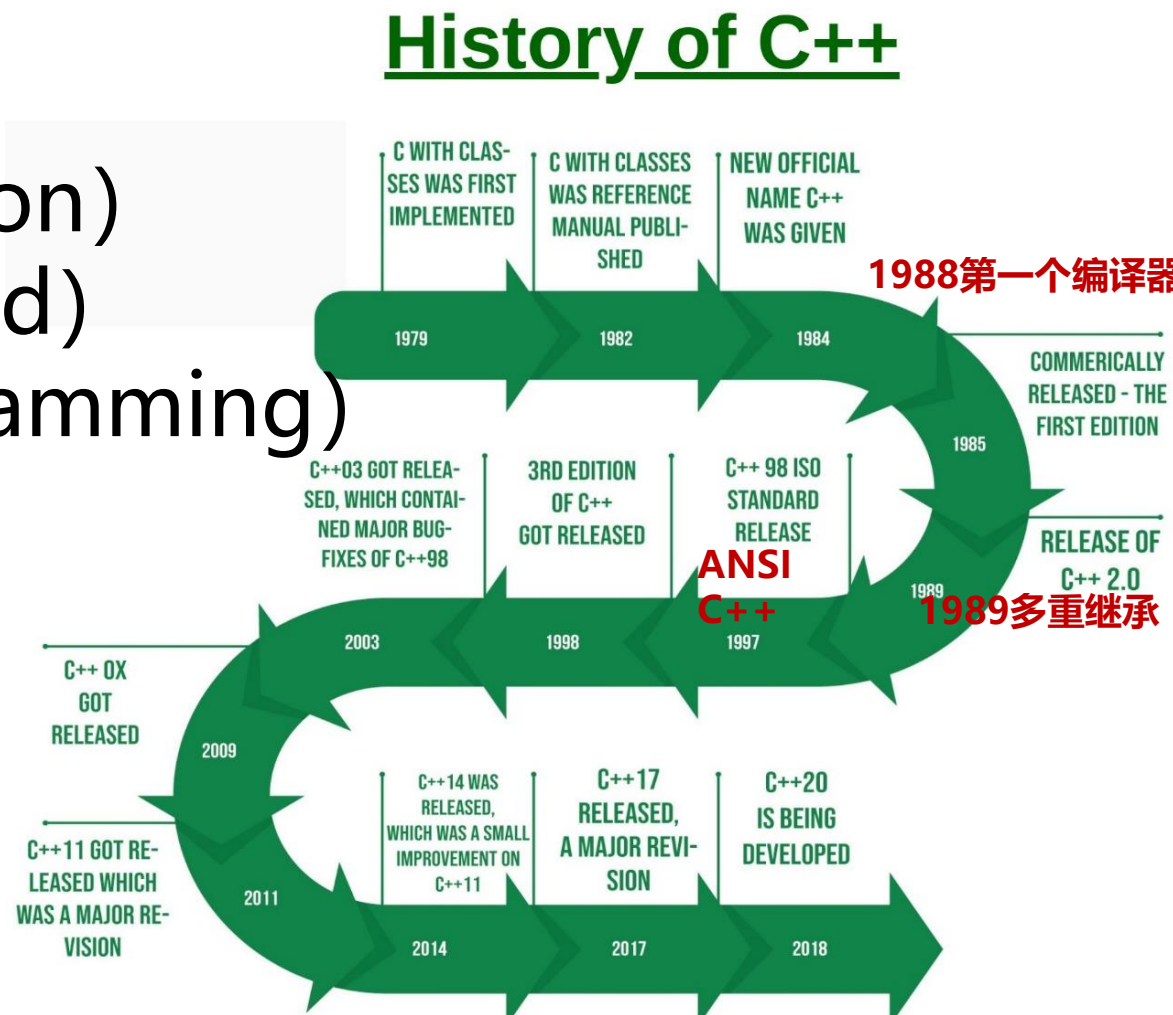 History of C++
on)
d)
amming)
C WITH CLAS-
SES WAS FIRST
IMPLEMENTED
C WITH CLASSES
WAS REFERENCE
MANUAL PUBLI-
SHED
NEW OFFICIAL
NAME C++
WAS GIVEN
1988第一个编译器
1979
1982
1984
COMMERICALLY
RELEASED - THE
FIRST EDITION
1985
RELEASE OF
C++ 2.0
1989
1989多重继承
C++ 98 ISO
STANDARD
RELEASE
ANSI
C++
1997
3RD EDITION
OF C++
GOT RELEASED
1998
C++03 GOT RELEA-
SED, WHICH CONTAI-
NED MAJOR BUG-
FIXES OF C++98
2003
C++ 0X
GOT
RELEASED
2009
C++11 GOT RE-
LEASED WHICH
WAS A MAJOR RE-
VISION
2011
C++14 WAS
RELEASED,
WHICH WAS A SMALL
IMPROVEMENT ON
C++11
2014
C++17
RELEASED,
A MAJOR REVI-
SION
2017
C++20
IS BEING
DEVELOPED
2018